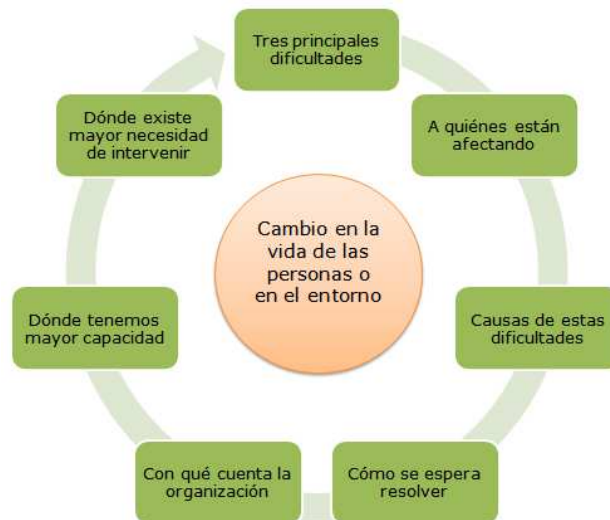 Tres principales
dificultades
A quiénes están
afectando
Causas de estas
dificultades
Cómo se espera
resolver
Con qué cuenta la
organización
Dónde tenemos
mayor capacidad
Dónde existe
mayor necesidad
de intervenir
Cambio en la
vida de las
personas o
en el entorno